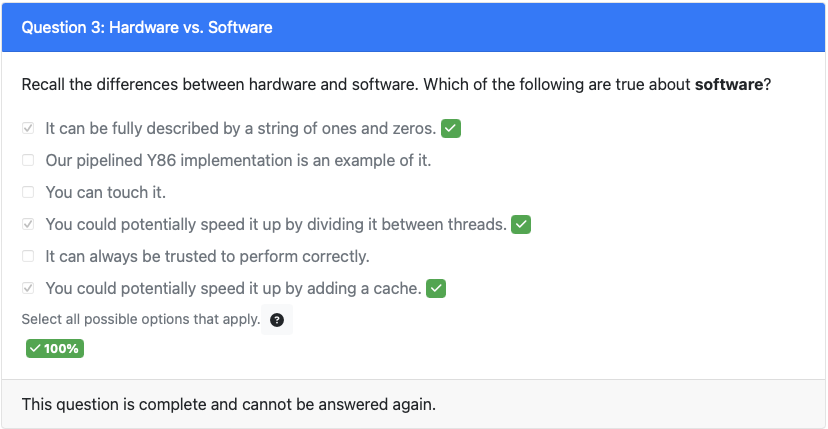 Question 3: Hardware vs. Software
Recall the differences between hardware and software. Which of the following are true about software?
It can be fully described by a string of ones and zeros.
Our pipelined Y86 implementation is an example of it.
You can touch it.
You could potentially speed it up by dividing it between threads.
It can always be trusted to perform correctly.
You could potentially speed it up by adding a cache.
Select all possible options that apply. ?
100%
This question is complete and cannot be answered again.